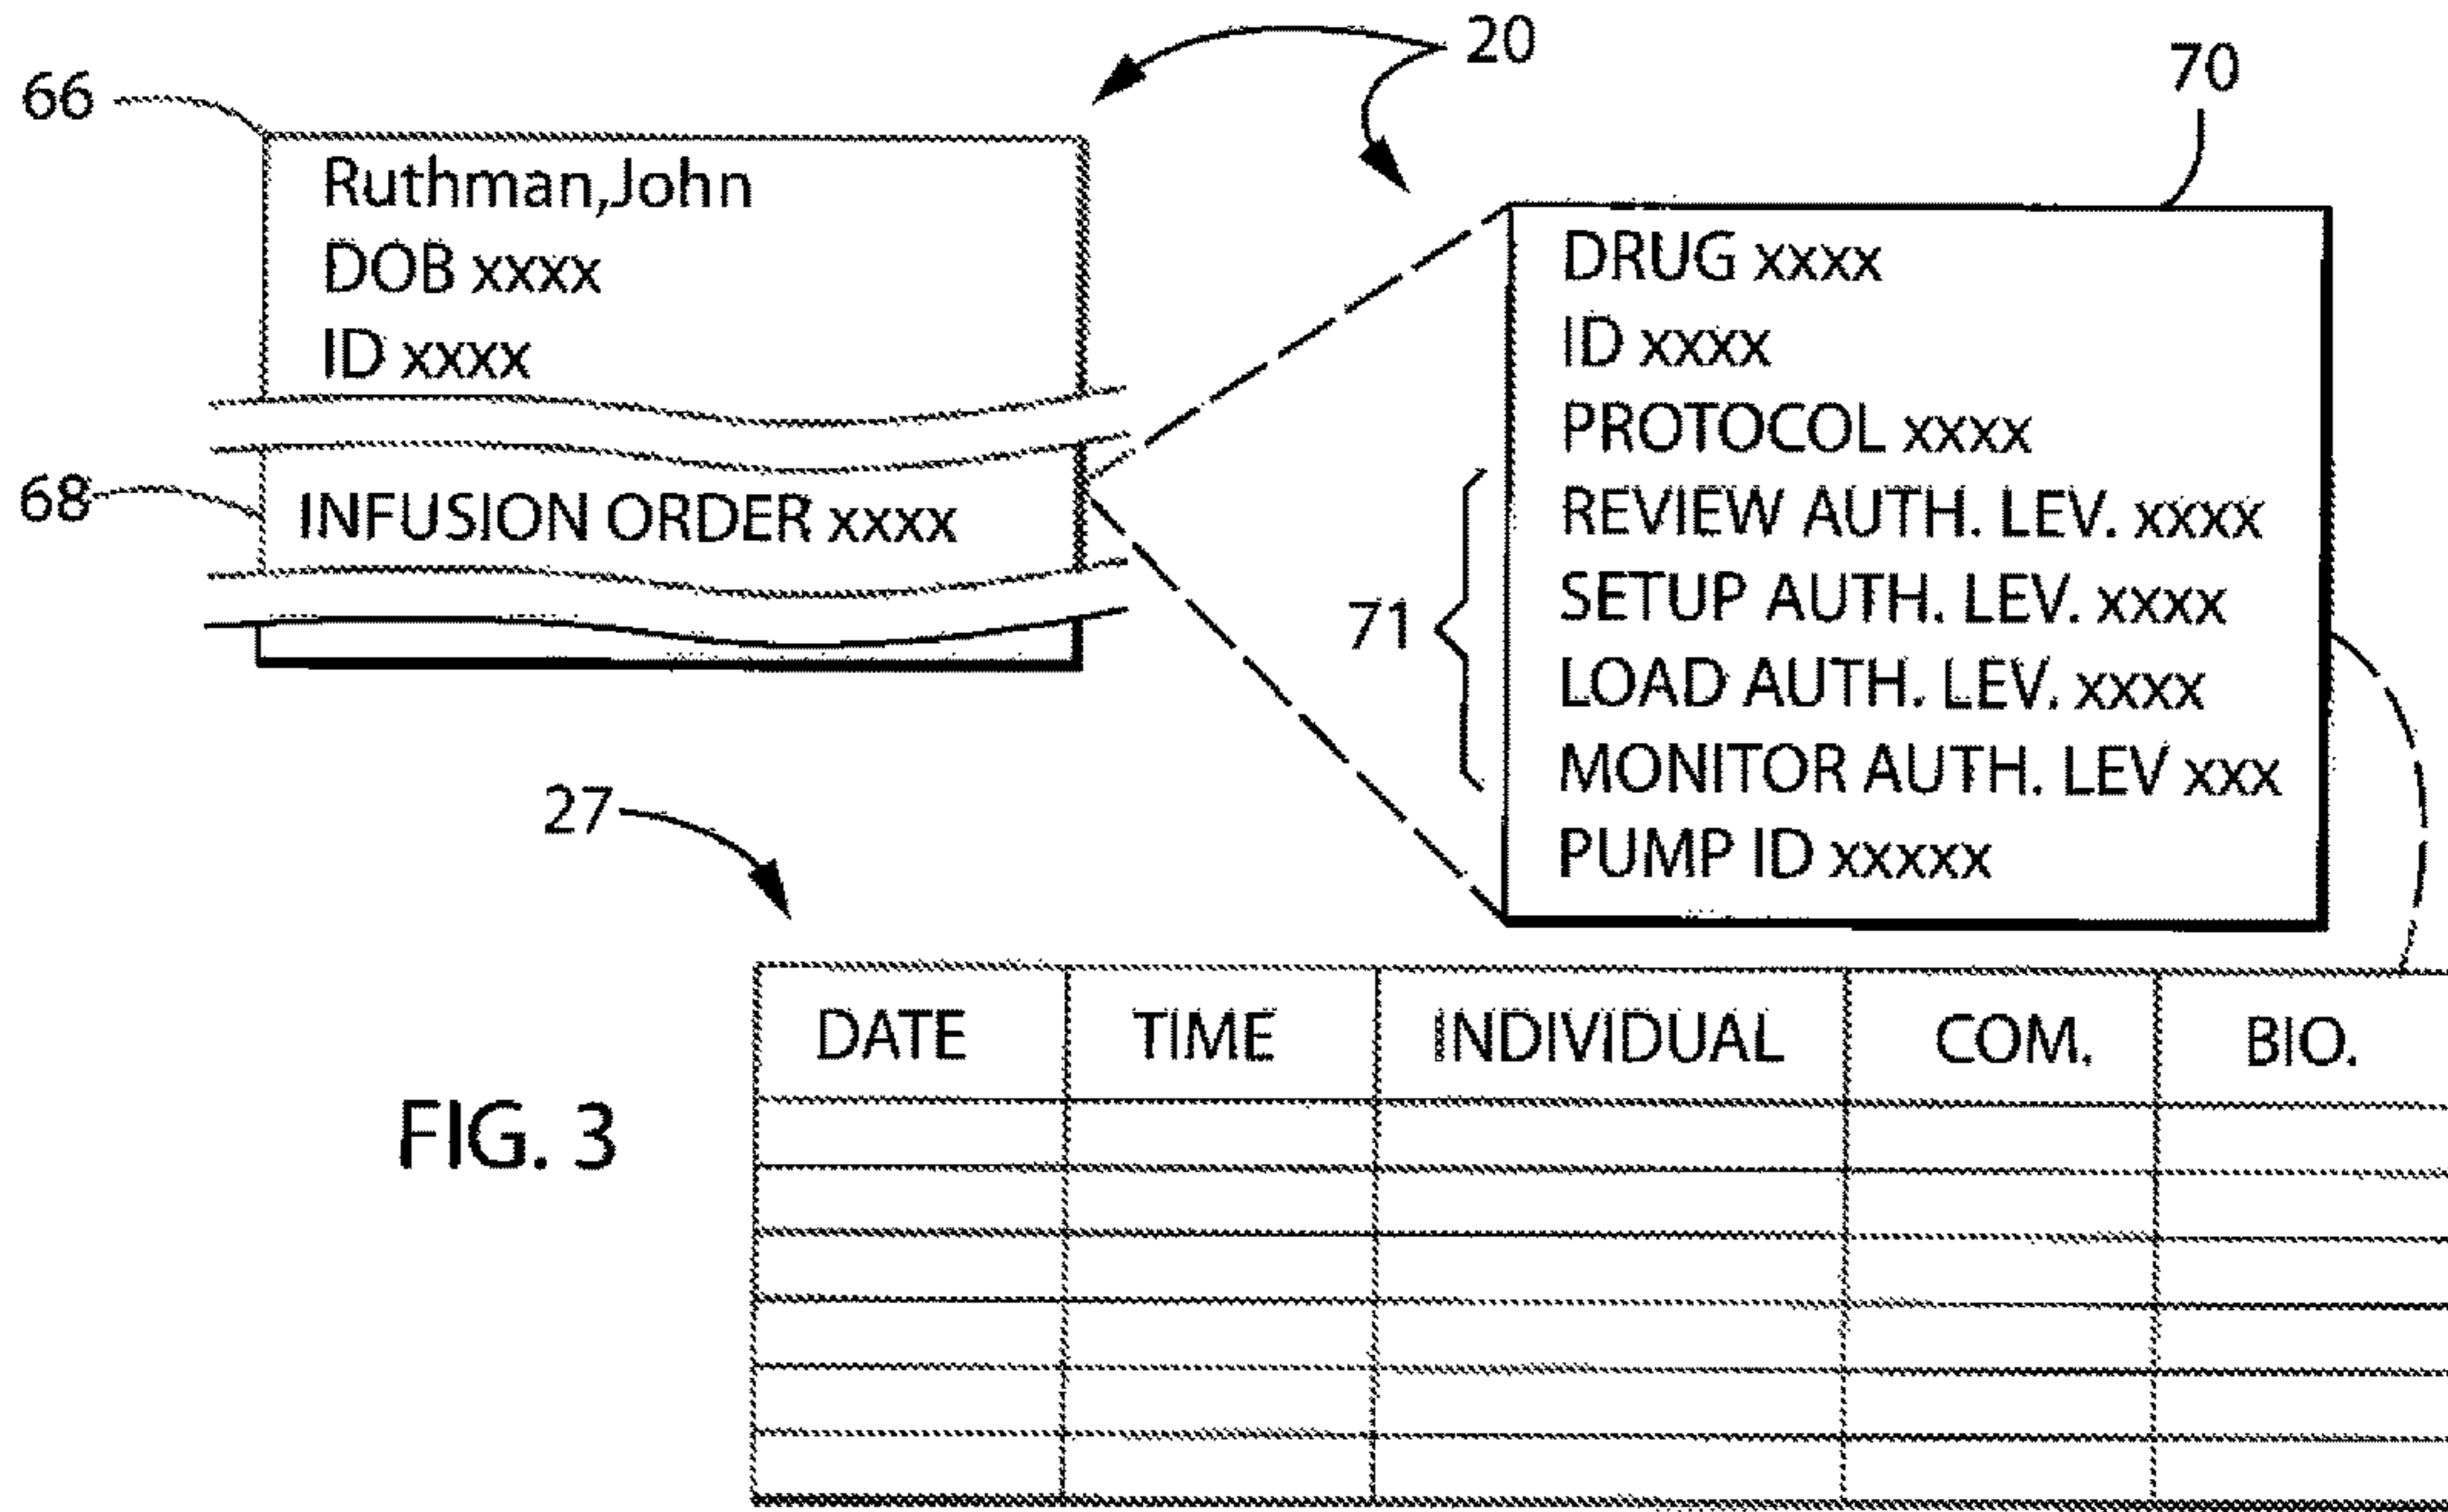 20
70
66
Ruthman,John
DOB xxxx
ID xxxx
68
INFUSION ORDER xxxx
DRUG xxxx
ID xxxx
PROTOCOL xxxx
71
REVIEW AUTH. LEV. xxxx
SETUP AUTH. LEV. xxxx
LOAD AUTH. LEV. xxxx
MONITOR AUTH. LEV xxx
PUMP ID xxxxx
27
DATE TIME INDIVIDUAL COM. BIO.
FIG. 3